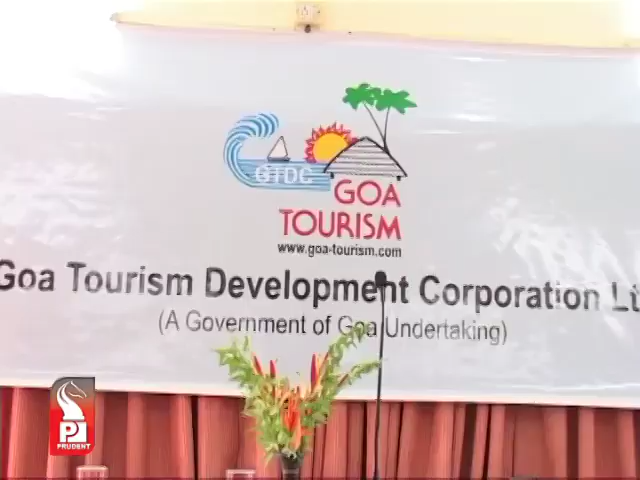 GTDC
GOA
TOURISM
www.goa-tourism.com
Goa Tourism Development Corporation Lt
(A Government of Goa Undertaking)
P
PRUDENT